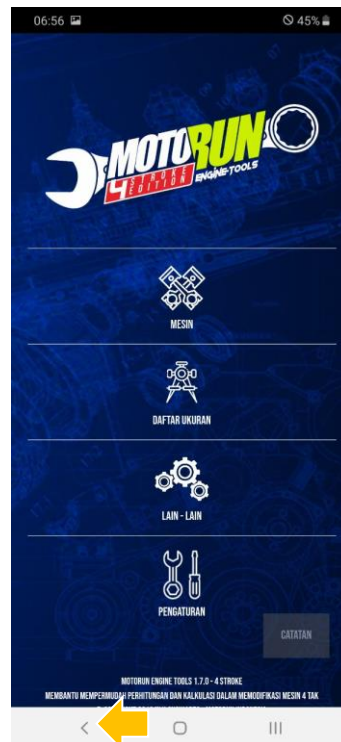 06:56 45%
MOTORUN
4 STROKE EDITION ENGINE-TOOLS
MESIN
DAFTAR UKURAN
LAIN - LAIN
PENGATURAN
CATATAN
MOTORUN ENGINE TOOLS 1.7.0 - 4 STROKE
MEMBANTU MEMPERMUDAH PERHITUNGAN DAN KALKULASI DALAM MEMODIFIKASI MESIN 4 TAK